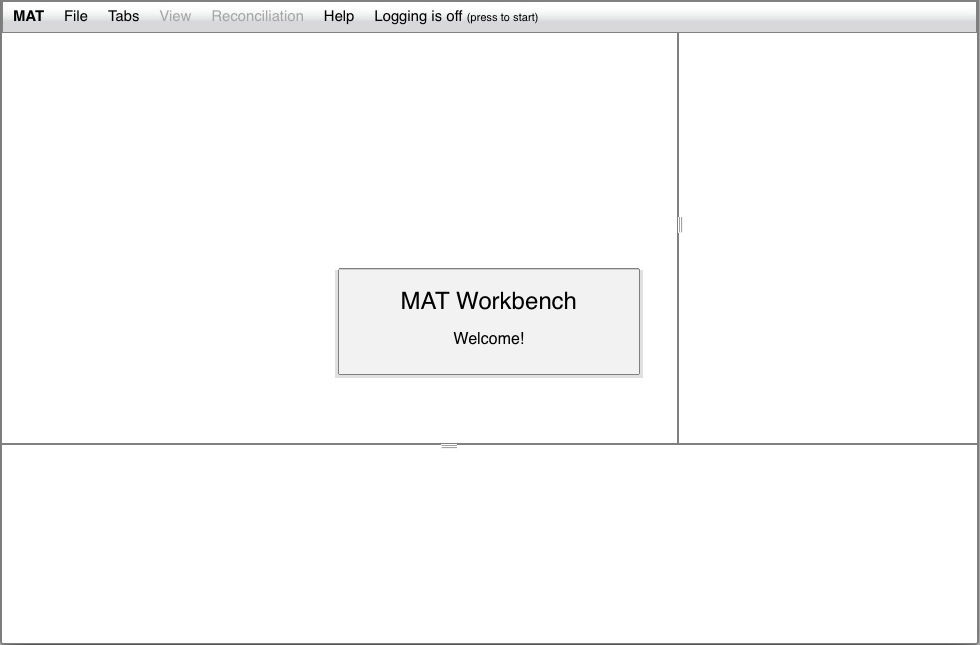 MAT File Tabs View Reconciliation Help Logging is off (press to start)
MAT Workbench
Welcome!